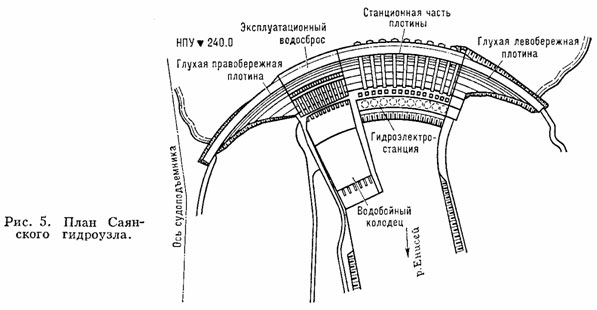 Станционная часть
плотины
Эксплуатационный
водосброс
НПУ ▼ 240.0
Глухая правобережная
плотина
Глухая левобережная
плотина
Гидроэлектро-
станция
Водобойный
колодец
р. Енисей
Ось судоподъемника
Рис. 5. План Саян-
ского гидроузла.